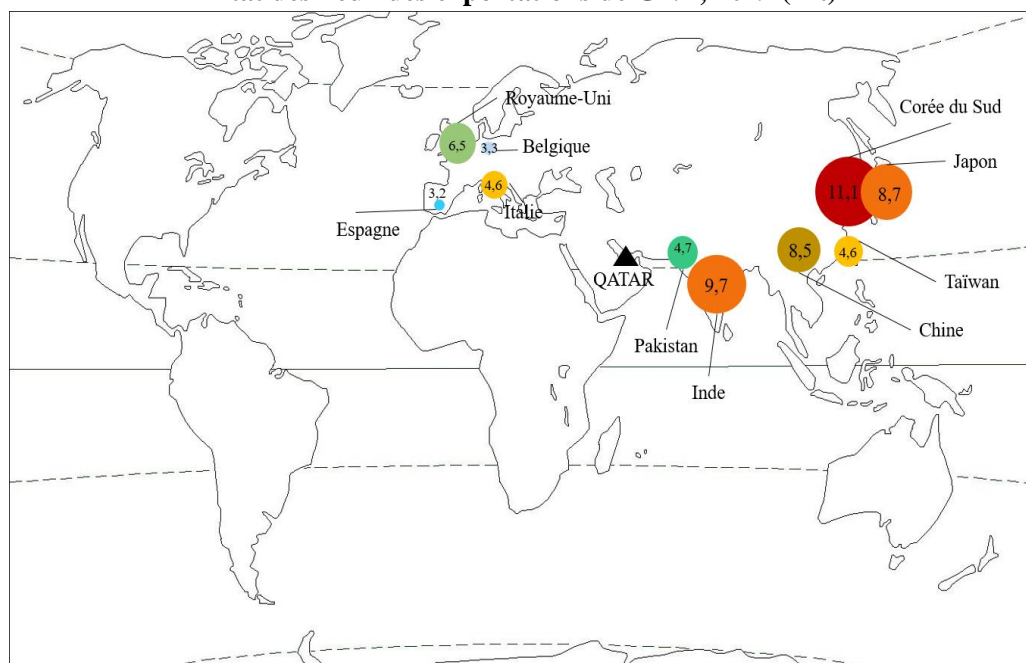 Royaume-Uni
Corée du Sud
6,5
3,3
Belgique
Japon
3,2
4,6
11,1
8,7
Itálie
Espagne
4,7
8,5
4,6
QATAR
9,7
Taïwan
Chine
Pakistan
Inde